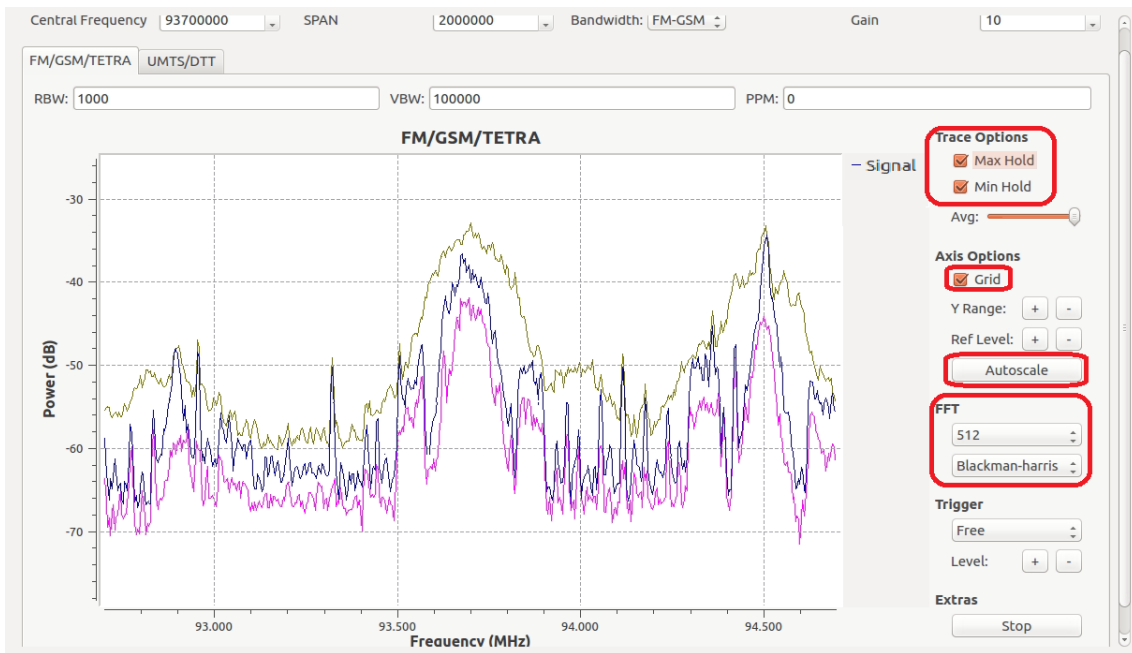 Central Frequency 93700000 SPAN 2000000 Bandwidth: FM-GSM Gain 10
FM/GSM/TETRA UMTS/DTT
RBW: 1000 VBW: 100000 PPM: 0
FM/GSM/TETRA
Signal
Power (dB)
-30
-40
-50
-60
-70
93.000 93.500 94.000 94.500
Frequency (MHz)
Trace Options
Max Hold
Min Hold
Avg:
Axis Options
Grid
Y Range: + -
Ref Level: + -
Autoscale
FFT
512
Blackman-harris
Trigger
Free
Level: + -
Extras
Stop